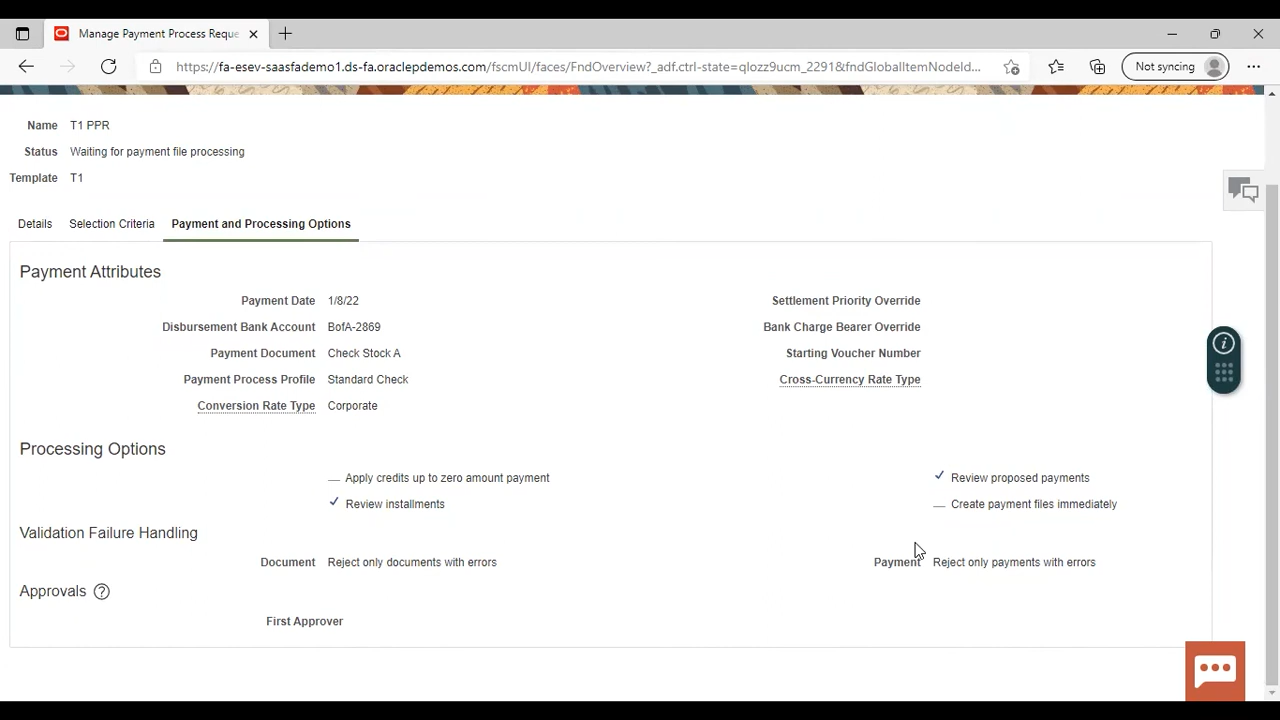 Manage Payment Process Reque
https://fa-esev-saasfademo1.ds-fa.oraclepdemos.com/fscmUI/faces/FndOverview?_adf.ctrl-state=qlozz9ucm_2291&fndGlobalItemNodeId...
Not syncing
Name T1 PPR
Status Waiting for payment file processing
Template T1
Details Selection Criteria Payment and Processing Options
Payment Attributes
Payment Date 1/8/22 Settlement Priority Override
Disbursement Bank Account BofA-2869 Bank Charge Bearer Override
Payment Document Check Stock A Starting Voucher Number
Payment Process Profile Standard Check Cross-Currency Rate Type
Conversion Rate Type Corporate
Processing Options
Apply credits up to zero amount payment Review proposed payments
Review installments Create payment files immediately
Validation Failure Handling
Document Reject only documents with errors Payment Reject only payments with errors
Approvals
First Approver